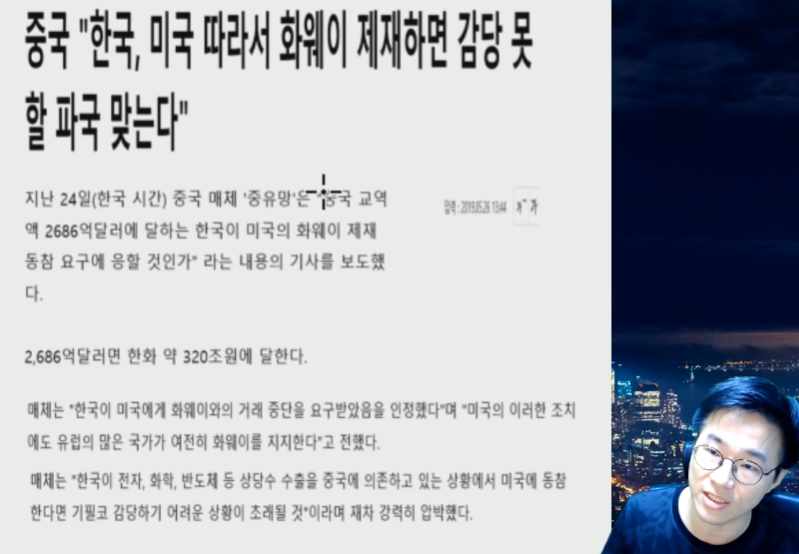 중국 "한국, 미국 따라서 화웨이 제재하면 감당 못
할 파국 맞는다"
지난 24일(한국 시간) 중국 매체 '중유망'은 "중국 교역
액 2686억달러에 달하는 한국이 미국의 화웨이 제재
동참 요구에 응할 것인가" 라는 내용의 기사를 보도했
다.
입력 : 2019.05.26 13:44
가 가
2,686억달러면 한화 약 320조원에 달한다.
매체는 "한국이 미국에게 화웨이와의 거래 중단을 요구받았음을 인정했다"며 "미국의 이러한 조치
에도 유럽의 많은 국가가 여전히 화웨이를 지지한다"고 전했다.
매체는 "한국이 전자, 화학, 반도체 등 상당수 수출을 중국에 의존하고 있는 상황에서 미국에 동참
한다면 기필코 감당하기 어려운 상황이 초래될 것"이라며 재차 강력히 압박했다.